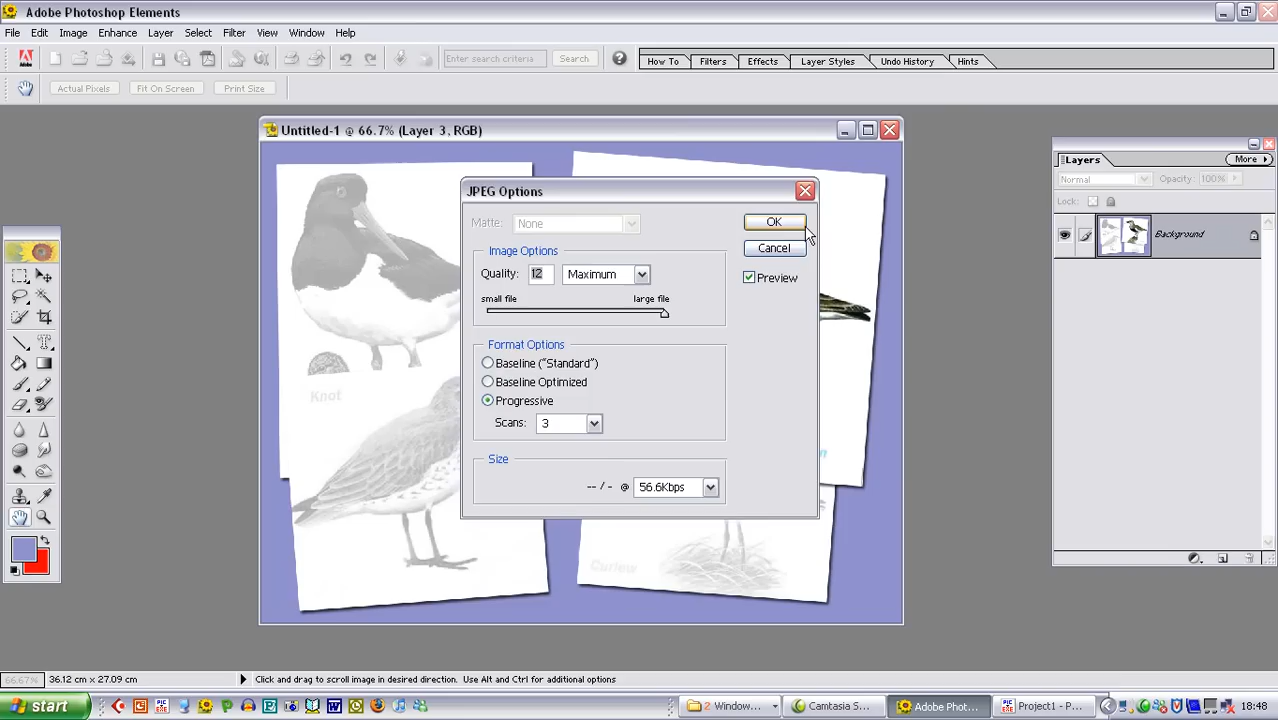 Adobe Photoshop Elements
File Edit Image Enhance Layer Select Filter View Window Help
Enter search criteria Search How To Filters Effects Layer Styles Undo History Hints
Actual Pixels Fit On Screen Print Size
Untitled-1 @ 66.7% (Layer 3, RGB)
Layers More
Normal Opacity: 100%
Lock:
Background
JPEG Options
Matte: None
OK
Cancel
Preview
Image Options
Quality: 12 Maximum
small file large file
Format Options
Baseline ("Standard")
Baseline Optimized
Progressive
Scans: 3
Size
-- / - @ 56.6Kbps
Knot
Curlew
66.67% 36.12 cm × 27.09 cm Click and drag to scroll image in desired direction. Use Alt and Ctrl for additional options
start 2 Window... Camtasia S... Adobe Phot... Project1 - Po... 18:48